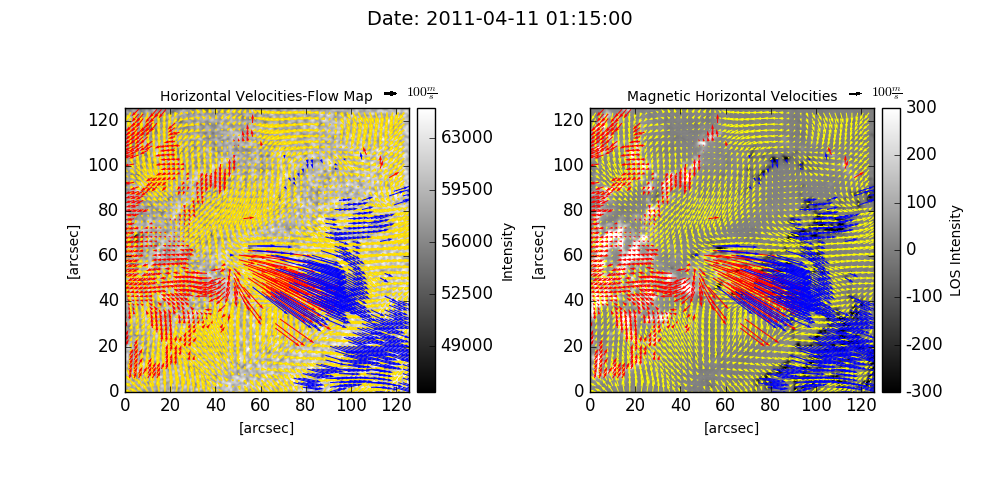 Date: 2011-04-11 01:15:00
Horizontal Velocities-Flow Map
100 m/s
120
100
80
60
40
20
0
0 20 40 60 80 100 120
[arcsec]
[arcsec]
63000
59500
56000
52500
49000
Intensity
Magnetic Horizontal Velocities
100 m/s
120
100
80
60
40
20
0
0 20 40 60 80 100 120
[arcsec]
[arcsec]
300
200
100
0
-100
-200
-300
LOS Intensity